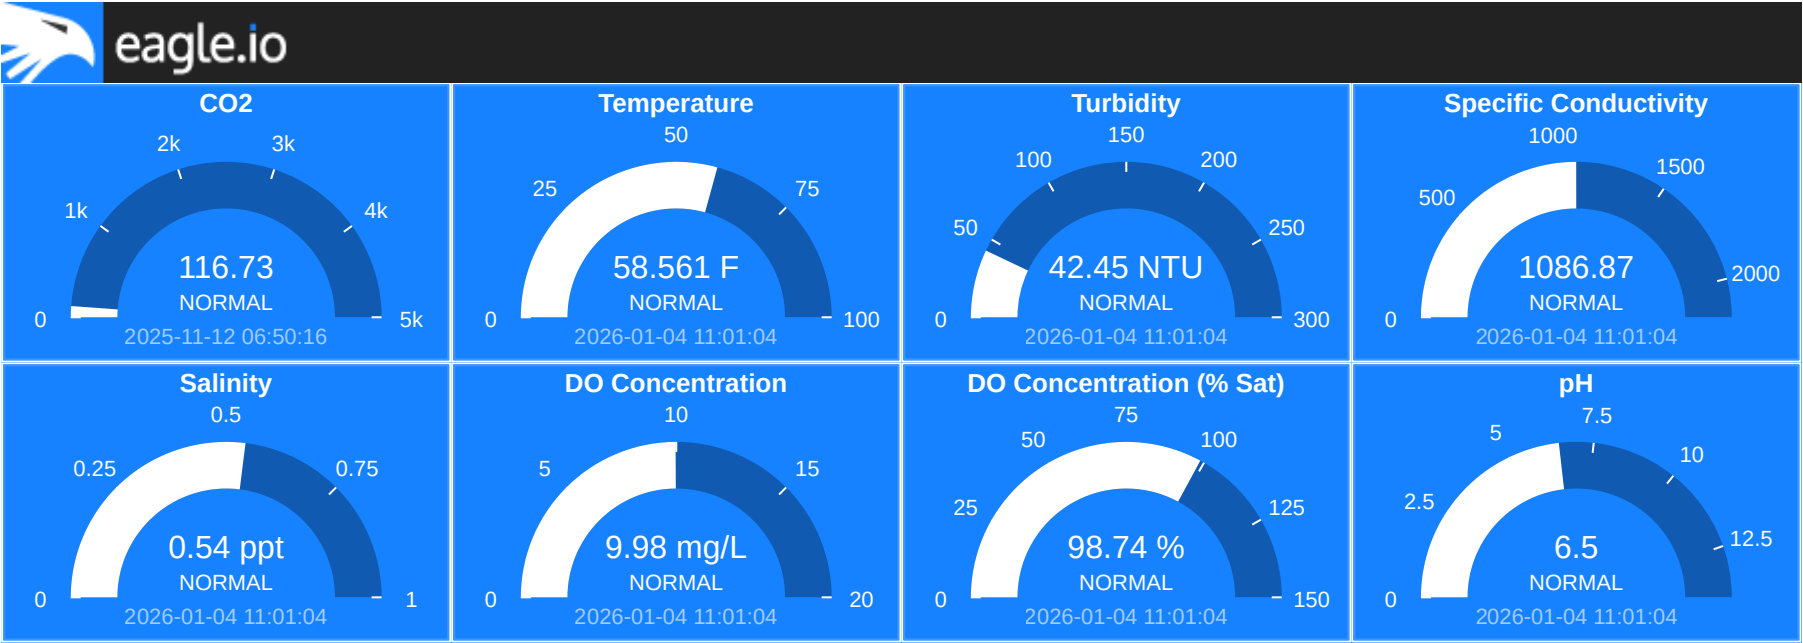 eagle.io
CO2
0
1k
2k
3k
4k
5k
116.73
NORMAL
2025-11-12 06:50:16
Temperature
0
25
50
75
100
58.561 F
NORMAL
2026-01-04 11:01:04
Turbidity
0
50
100
150
200
250
300
42.45 NTU
NORMAL
2026-01-04 11:01:04
Specific Conductivity
0
500
1000
1500
2000
1086.87
NORMAL
2026-01-04 11:01:04
Salinity
0
0.25
0.5
0.75
1
0.54 ppt
NORMAL
2026-01-04 11:01:04
DO Concentration
0
5
10
15
20
9.98 mg/L
NORMAL
2026-01-04 11:01:04
DO Concentration (% Sat)
0
25
50
75
100
125
150
98.74 %
NORMAL
2026-01-04 11:01:04
pH
0
2.5
5
7.5
10
12.5
6.5
NORMAL
2026-01-04 11:01:04